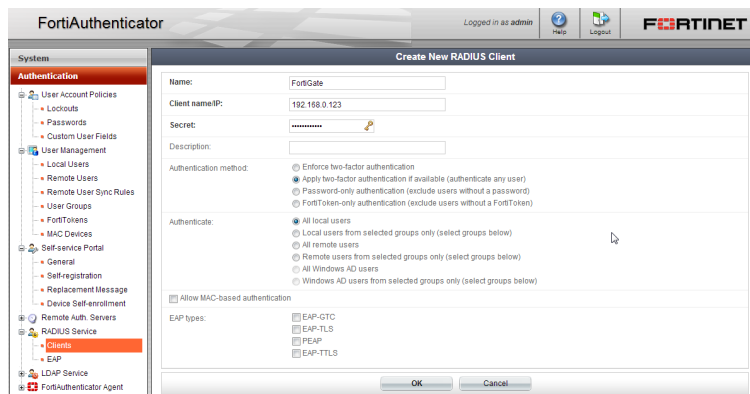 FortiAuthenticator
Logged in as admin
Help
Logout
FORTINET
System
Authentication
User Account Policies
Lockouts
Passwords
Custom User Fields
User Management
Local Users
Remote Users
Remote User Sync Rules
User Groups
FortiTokens
MAC Devices
Self-service Portal
General
Self-registration
Replacement Message
Device Self-enrollment
Remote Auth. Servers
RADIUS Service
Clients
EAP
LDAP Service
FortiAuthenticator Agent
Create New RADIUS Client
Name: FortiGate
Client name/IP: 192.168.0.123
Secret: ••••••••••••
Description:
Authentication method: Enforce two-factor authentication
Apply two-factor authentication if available (authenticate any user)
Password-only authentication (exclude users without a password)
FortiToken-only authentication (exclude users without a FortiToken)
Authenticate: All local users
Local users from selected groups only (select groups below)
All remote users
Remote users from selected groups only (select groups below)
All Windows AD users
Windows AD users from selected groups only (select groups below)
Allow MAC-based authentication
EAP types: EAP-GTC
EAP-TLS
PEAP
EAP-TTLS
OK Cancel